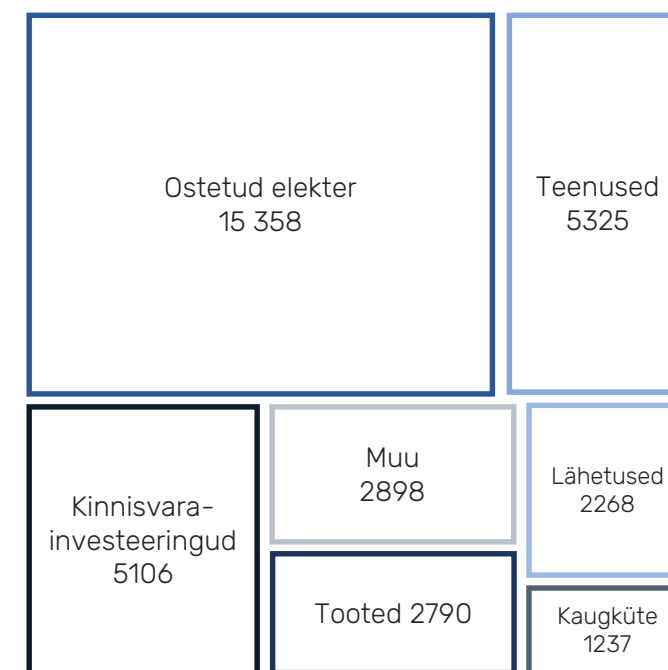 Ostetud elekter
15 358
Teenused
5325
Kinnisvara-
investeeringud
5106
Muu
2898
Tooted 2790
Lähetused
2268
Kaugküte
1237